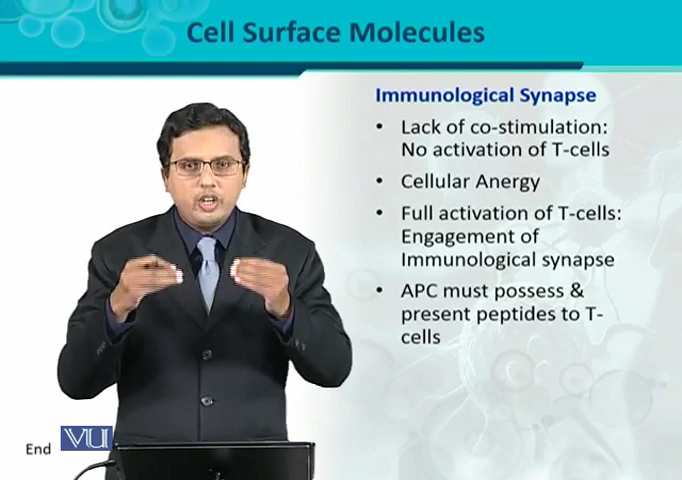 Cell Surface Molecules
Immunological Synapse
• Lack of co-stimulation:
No activation of T-cells
• Cellular Anergy
• Full activation of T-cells:
Engagement of
Immunological synapse
• APC must possess &
present peptides to T-
cells
End
VU